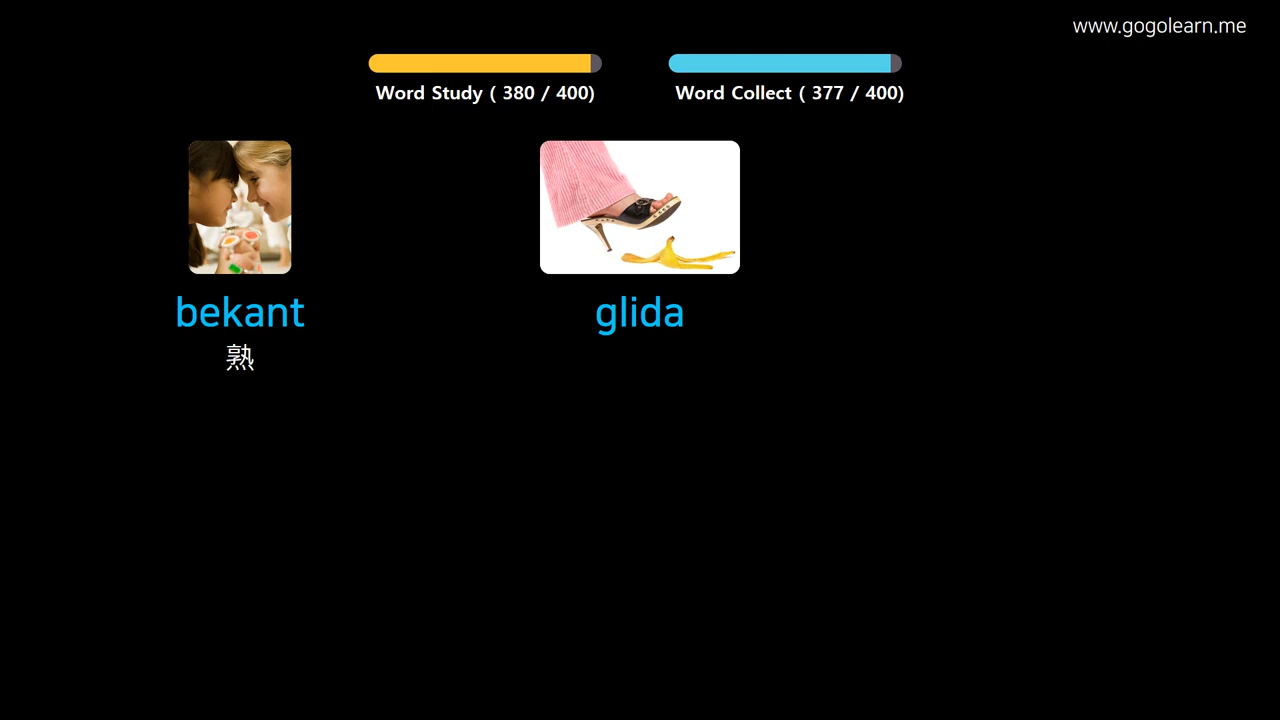 www.gogolearn.me
Word Study ( 380 / 400)
Word Collect ( 377 / 400)
bekant
熟
glida